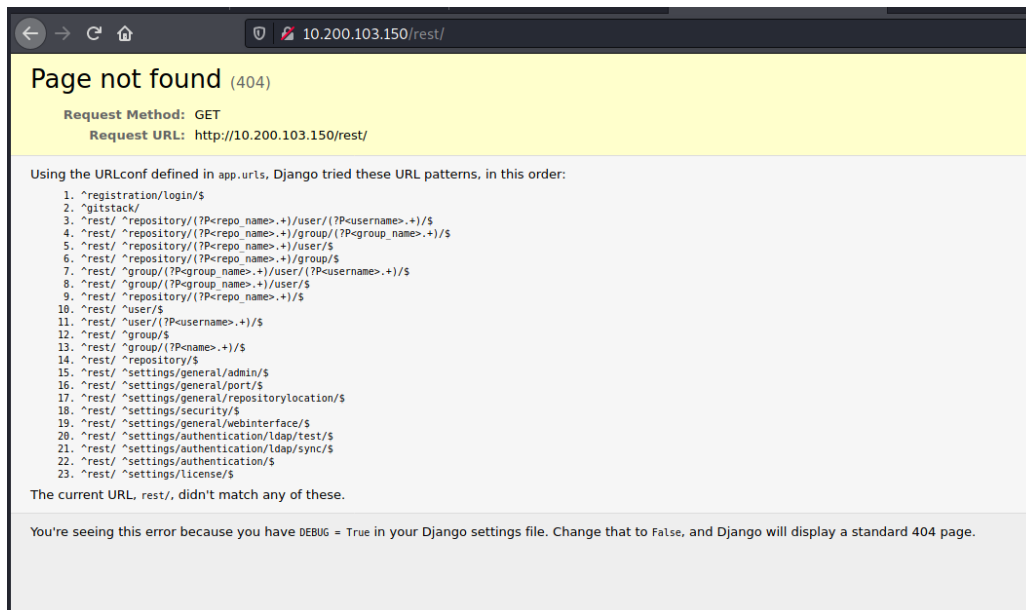 10.200.103.150/rest/
Page not found (404)
Request Method: GET
Request URL: http://10.200.103.150/rest/
Using the URLconf defined in app.urls, Django tried these URL patterns, in this order:
1. ^registration/login/$
2. ^gitstack/
3. ^rest/ ^repository/(?P<repo_name>.+)/user/(?P<username>.+)/$
4. ^rest/ ^repository/(?P<repo_name>.+)/group/(?P<group_name>.+)/$
5. ^rest/ ^repository/(?P<repo_name>.+)/user/$
6. ^rest/ ^repository/(?P<repo_name>.+)/group/$
7. ^rest/ ^group/(?P<group_name>.+)/user/(?P<username>.+)/$
8. ^rest/ ^group/(?P<group_name>.+)/user/$
9. ^rest/ ^repository/(?P<repo_name>.+)/$
10. ^rest/ ^user/$
11. ^rest/ ^user/(?P<username>.+)/$
12. ^rest/ ^group/$
13. ^rest/ ^group/(?P<name>.+)/$
14. ^rest/ ^repository/$
15. ^rest/ ^settings/general/admin/$
16. ^rest/ ^settings/general/port/$
17. ^rest/ ^settings/general/repositorylocation/$
18. ^rest/ ^settings/security/$
19. ^rest/ ^settings/general/webinterface/$
20. ^rest/ ^settings/authentication/ldap/test/$
21. ^rest/ ^settings/authentication/ldap/sync/$
22. ^rest/ ^settings/authentication/$
23. ^rest/ ^settings/license/$
The current URL, rest/, didn't match any of these.
You're seeing this error because you have DEBUG = True in your Django settings file. Change that to False, and Django will display a standard 404 page.